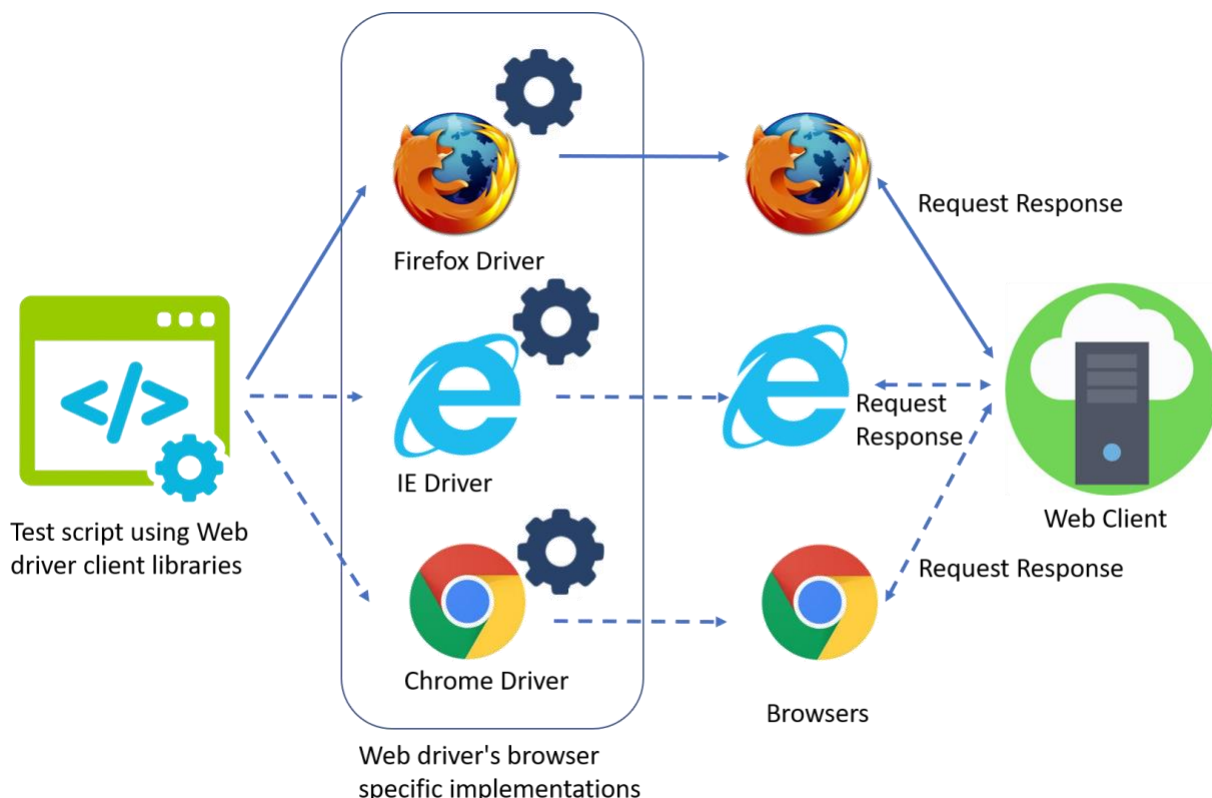 Request Response
Firefox Driver
Request
Response
IE Driver
Web Client
Test script using Web
driver client libraries
Request Response
Chrome Driver
Browsers
Web driver's browser
specific implementations